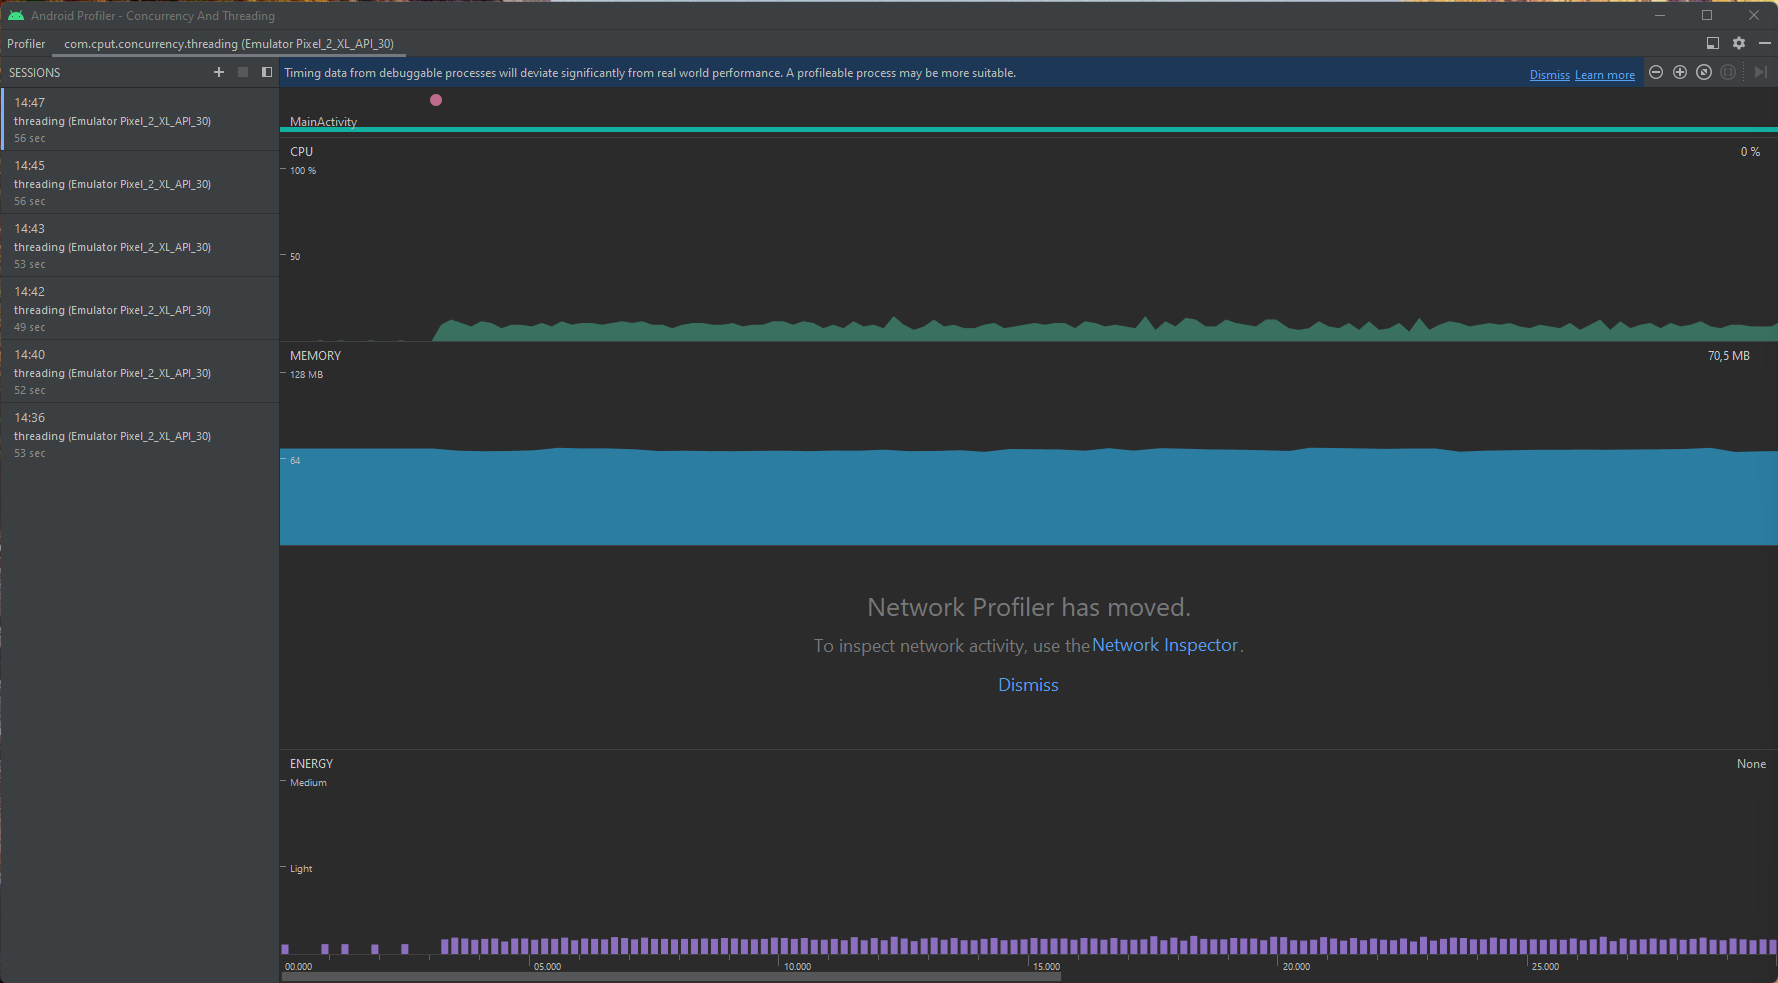 Android Profiler - Concurrency And Threading
Profiler
com.cput.concurrency.threading (Emulator Pixel_2_XL_API_30)
SESSIONS
Timing data from debuggable processes will deviate significantly from real world performance. A profileable process may be more suitable.
Dismiss Learn more
14:47
threading (Emulator Pixel_2_XL_API_30)
56 sec
14:45
threading (Emulator Pixel_2_XL_API_30)
56 sec
14:43
threading (Emulator Pixel_2_XL_API_30)
53 sec
14:42
threading (Emulator Pixel_2_XL_API_30)
49 sec
14:40
threading (Emulator Pixel_2_XL_API_30)
52 sec
14:36
threading (Emulator Pixel_2_XL_API_30)
53 sec
MainActivity
CPU
0 %
100 %
50
MEMORY
70,5 MB
128 MB
64
Network Profiler has moved.
To inspect network activity, use the Network Inspector.
Dismiss
ENERGY
None
Medium
Light
00.000
05.000
10.000
15.000
20.000
25.000